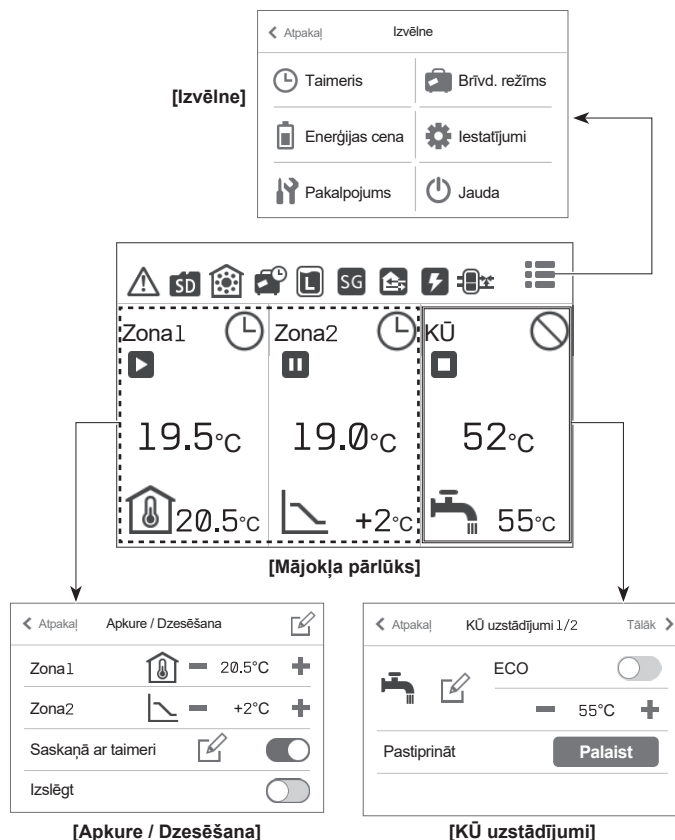 Atpakaļ Izvēlne
[Izvēlne]
Taimeris Brīvd. režīms
Enerģijas cena Iestatījumi
Pakalpojums Jauda
SD L SG
Zona1 Zona2 KŪ
19.5°C 19.0°C 52°C
20.5°C +2°C 55°C
[Mājokļa pārlūks]
Atpakaļ Apkure / Dzesēšana
Zona1 20.5°C
Zona2 +2°C
Saskaņā ar taimeri
Izslēgt
[Apkure / Dzesēšana]
Atpakaļ KŪ uzstādījumi 1/2 Tālāk
ECO
55°C
Pastiprināt Palaist
[KŪ uzstādījumi]